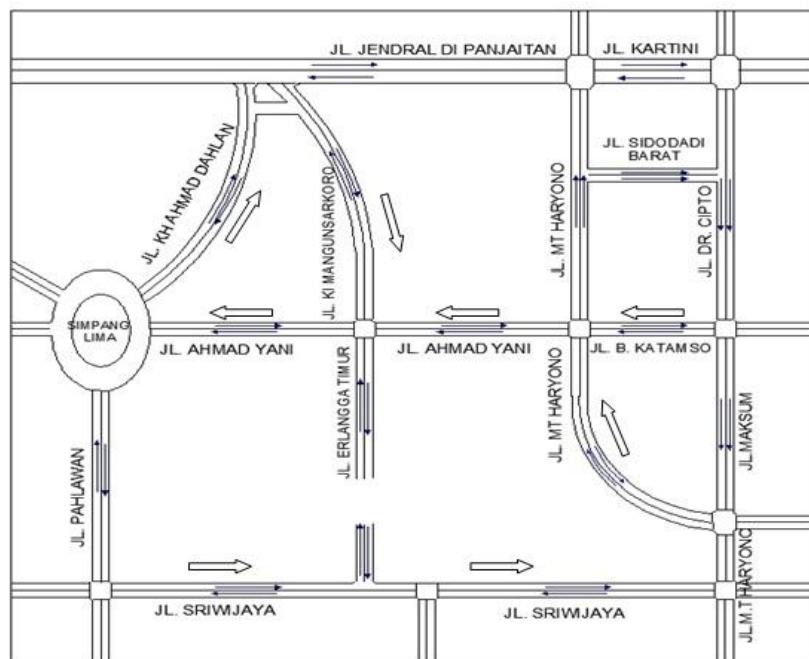 JL. JENDRAL DI PANJAITAN
JL. KARTINI
JL. SIDODADI
BARAT
JL. KH AHMAD DAHLAN
JL. KI MANGUNSARKORO
JL. MT HARYONO
JL. DR. CIPTO
SIMPANG
LIMA
JL. AHMAD YANI
JL. AHMAD YANI
JL. B. KATAMSO
JL. ERLANGGA TIMUR
JL. MT HARYONO
JL.MAKSUM
JL. PAHLAWAN
JL.M.T HARYONO
JL. SRIWIJAYA
JL. SRIWIJAYA